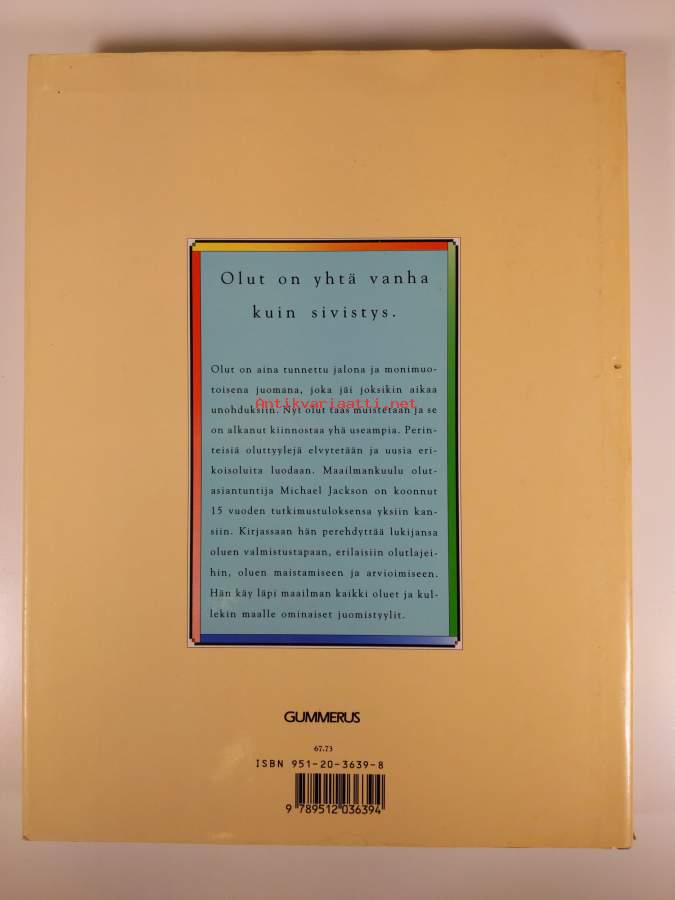 Olut on yhtä vanha
kuin sivistys.
Olut on aina tunnettu jalona ja monimuo-
toisena juomana, joka jäi joksikin aikaa
Antikvariaatti.net
unohduksiin. Nyt olut taas muistetaan ja se
on alkanut kiinnostaa yhä useampia. Perin-
teisiä oluttyylejä elvytetään ja uusia eri-
koisoluita luodaan. Maailmankuulu olut-
asiantuntija Michael Jackson on koonnut
15 vuoden tutkimustuloksensa yksiin kan-
siin. Kirjassaan hän perehdyttää lukijansa
oluen valmistustapaan, erilaisiin olutlajei-
hin, oluen maistamiseen ja arvioimiseen.
Hän käy läpi maailman kaikki oluet ja kul-
lekin maalle ominaiset juomistyylit.
GUMMERUS
67.73
ISBN 951-20-3639-8
9 789512 036394